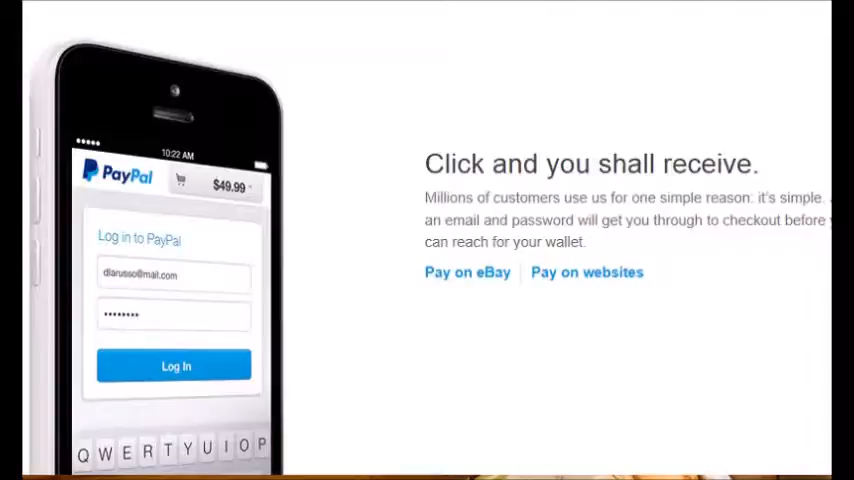 10:22 AM
PayPal
$49.99
Log in to PayPal
dlarusso@mail.com
Log In
Q W E R T Y U I O P
Click and you shall receive.
Millions of customers use us for one simple reason: it's simple.
an email and password will get you through to checkout before
can reach for your wallet.
Pay on eBay Pay on websites